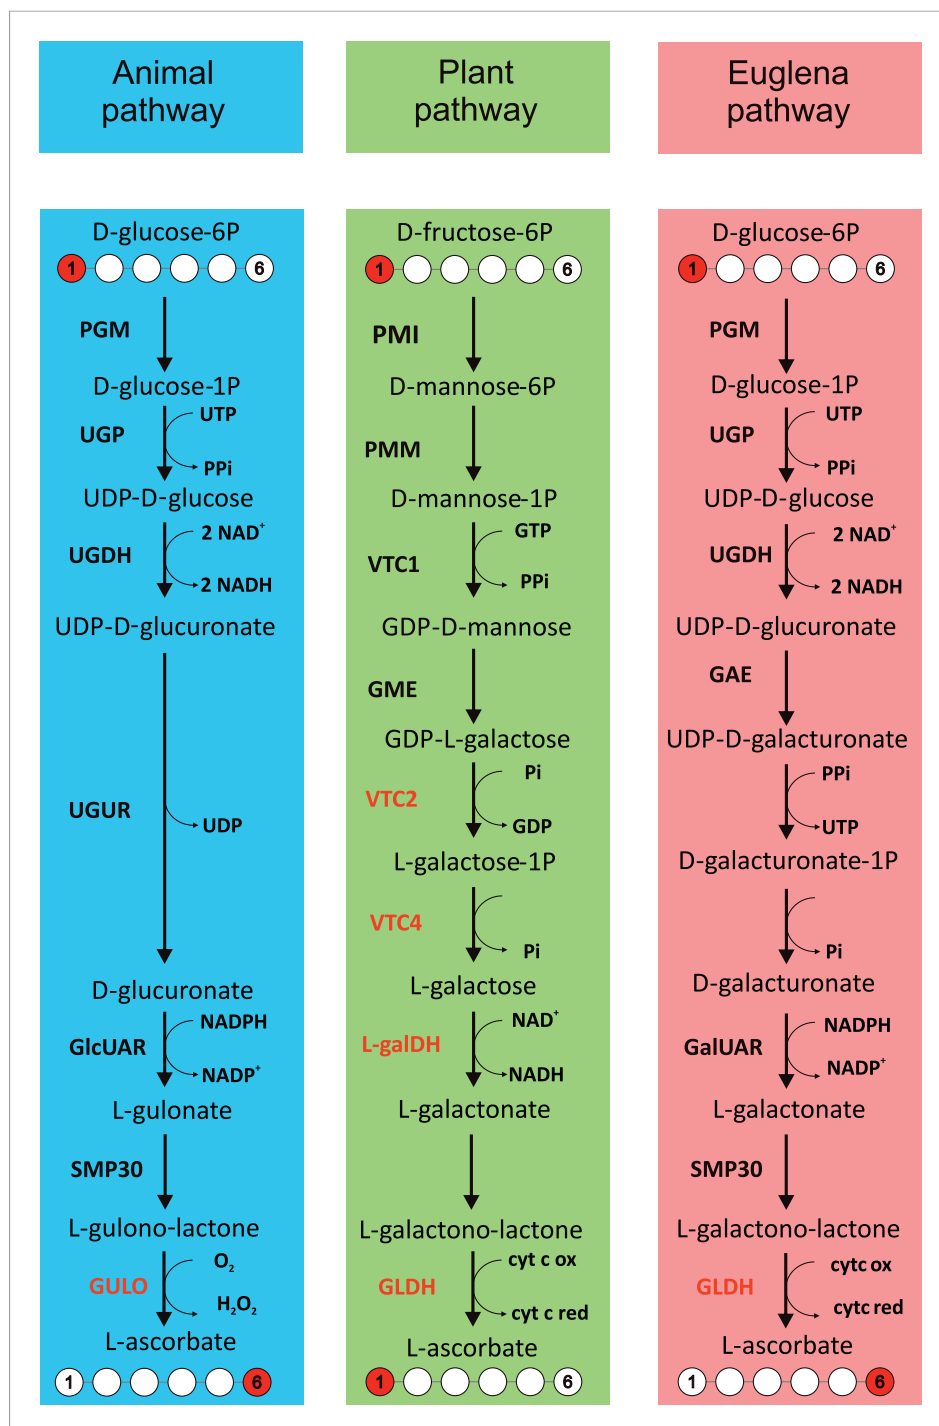 Animal
pathway
Plant
pathway
Euglena
pathway
D-glucose-6P
1 6
PGM
D-glucose-1P
UTP
UGP
PPi
UDP-D-glucose
2 NAD⁺
UGDH
2 NADH
UDP-D-glucuronate
UGUR
UDP
D-glucuronate
NADPH
GlcUAR
NADP⁺
L-gulonate
SMP30
L-gulono-lactone
O₂
GULO
H₂O₂
L-ascorbate
1 6
D-fructose-6P
1 6
PMI
D-mannose-6P
PMM
D-mannose-1P
GTP
VTC1
PPi
GDP-D-mannose
GME
GDP-L-galactose
Pi
VTC2
GDP
L-galactose-1P
VTC4
Pi
L-galactose
NAD⁺
L-galDH
NADH
L-galactonate
L-galactono-lactone
cyt c ox
GLDH
cyt c red
L-ascorbate
1 6
D-glucose-6P
1 6
PGM
D-glucose-1P
UTP
UGP
PPi
UDP-D-glucose
2 NAD⁺
UGDH
2 NADH
UDP-D-glucuronate
GAE
UDP-D-galacturonate
PPi
UTP
D-galacturonate-1P
Pi
D-galacturonate
NADPH
GalUAR
NADP⁺
L-galactonate
SMP30
L-galactono-lactone
cytc ox
GLDH
cytc red
L-ascorbate
1 6